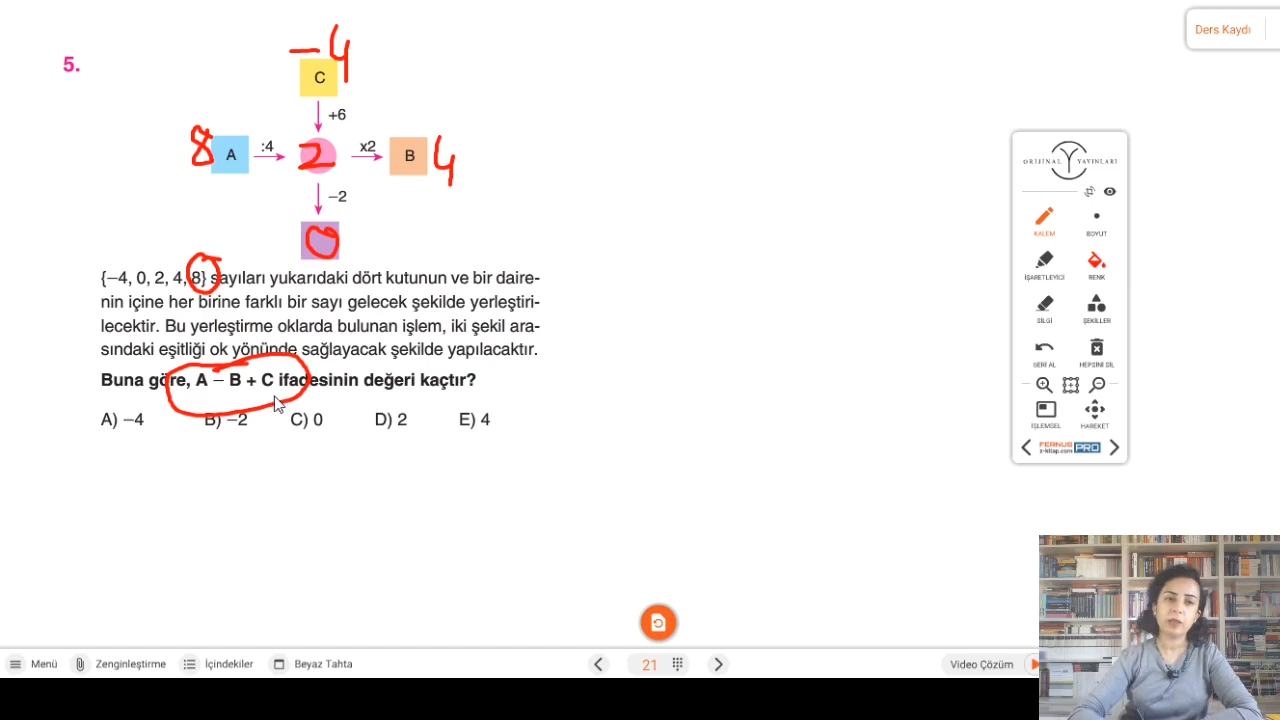 Ders Kaydı
5.
−4
C
+6
8 A :4 2 x2 B 4
−2
0
{−4, 0, 2, 4, 8} sayıları yukarıdaki dört kutunun ve bir daire-
nin içine her birine farklı bir sayı gelecek şekilde yerleştiri-
lecektir. Bu yerleştirme oklarda bulunan işlem, iki şekil ara-
sındaki eşitliği ok yönünde sağlayacak şekilde yapılacaktır.
Buna göre, A − B + C ifadesinin değeri kaçtır?
A) −4 B) −2 C) 0 D) 2 E) 4
ORİJİNAL YAYINLARI
KALEM BOYUT
İŞARETLEYİCİ RENK
SİLGİ ŞEKİLLER
GERİ AL HEPSİNİ SİL
İŞLEMSEL HAREKET
FERNUS
z-kitap.com PRO
Menü Zenginleştirme İçindekiler Beyaz Tahta 21 Video Çözüm